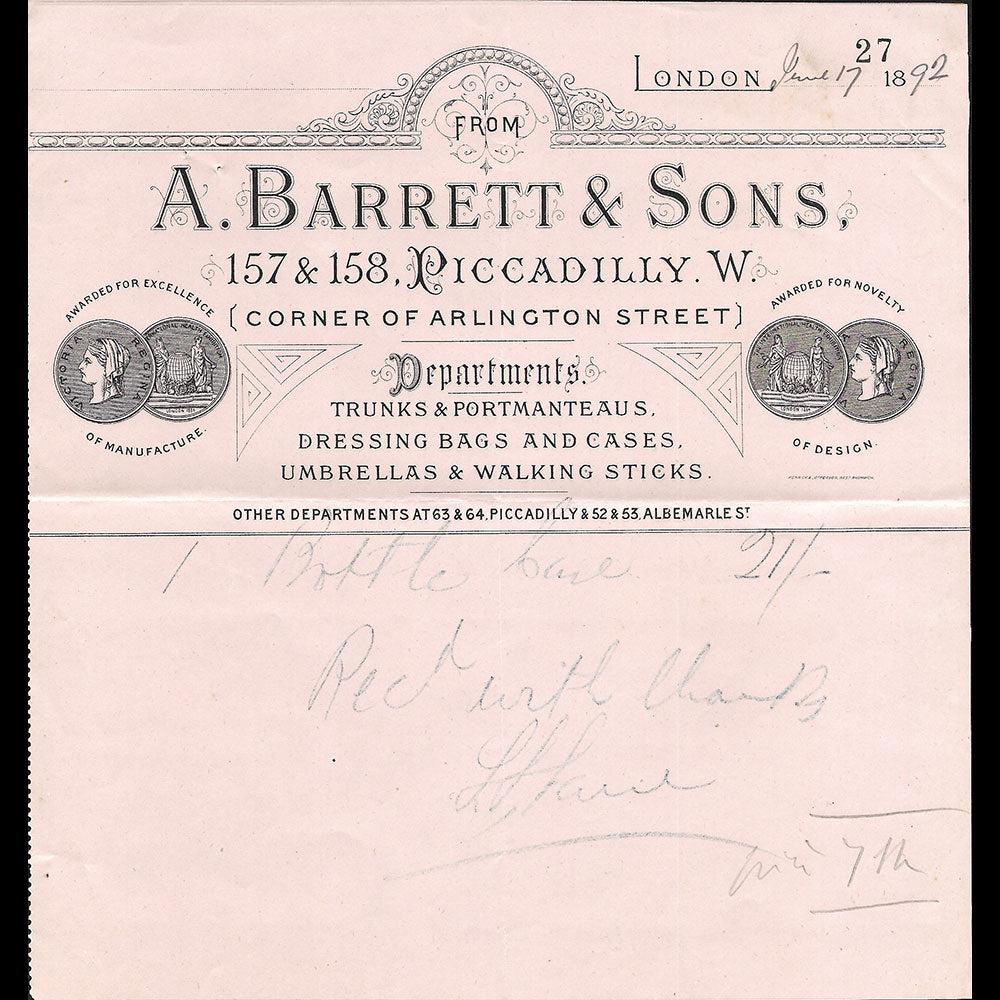 27
LONDON June 17 1892
FROM
A. BARRETT & SONS,
157 & 158, PICCADILLY. W.
(CORNER OF ARLINGTON STREET)
AWARDED FOR EXCELLENCE
VICTORIA REGINA
OF MANUFACTURE.
AWARDED FOR NOVELTY
VICTORIA REGINA
OF DESIGN.
Departments.
TRUNKS & PORTMANTEAUS,
DRESSING BAGS AND CASES,
UMBRELLAS & WALKING STICKS.
OTHER DEPARTMENTS AT 63 & 64, PICCADILLY & 52 & 53, ALBEMARLE ST
1 Bottle Case 21/-
Recd with thanks
7th